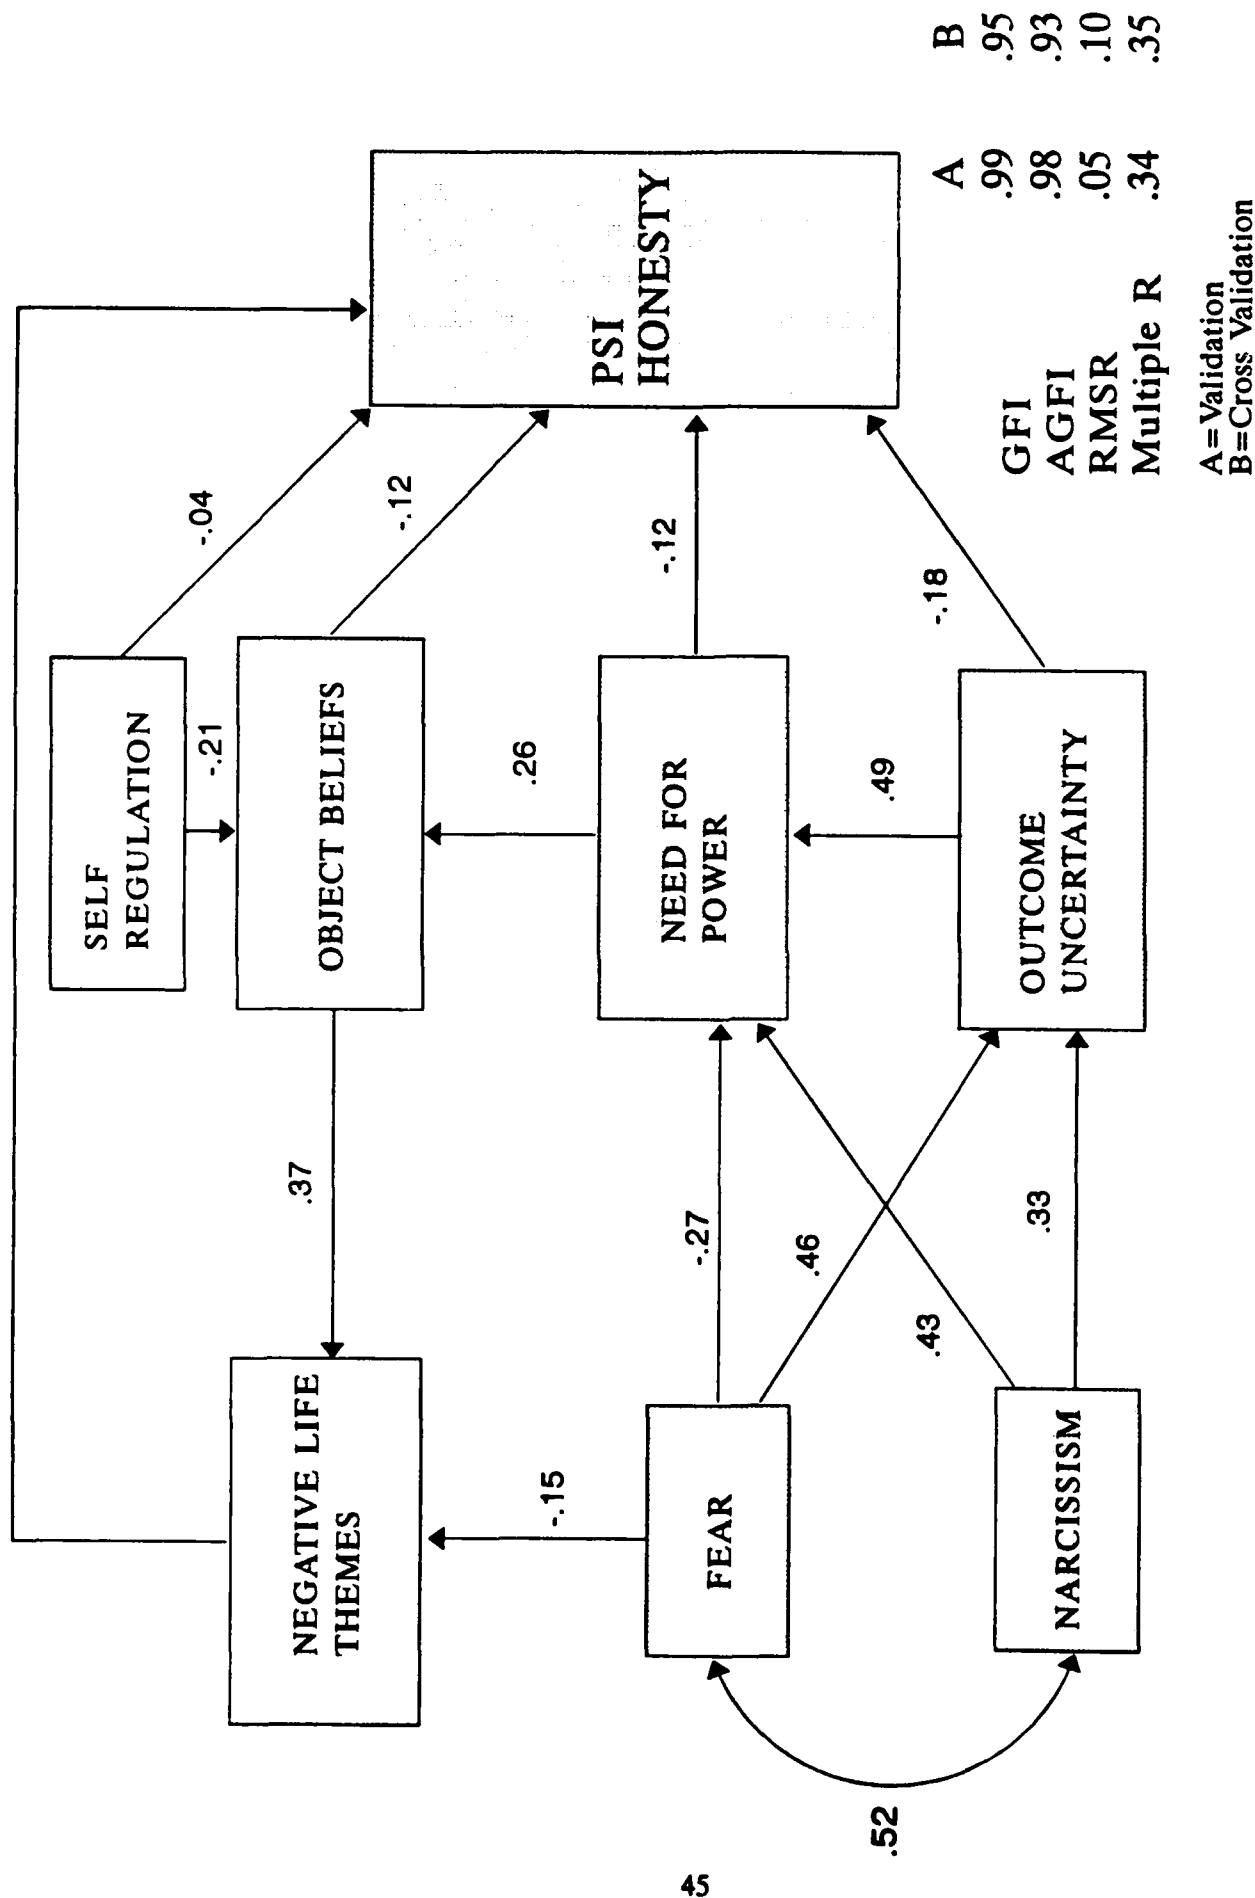 SELF
REGULATION
-.04
-.21
NEGATIVE LIFE
THEMES
.37
OBJECT BELIEFS
-.12
.26
PSI
HONESTY
-.15
FEAR
-.27
NEED FOR
POWER
-.12
.46
.49
.52
.43
-.18
NARCISSISM
.33
OUTCOME
UNCERTAINTY
A B
GFI .99 .95
AGFI .98 .93
RMSR .05 .10
Multiple R .34 .35
A=Validation
B=Cross Validation
45